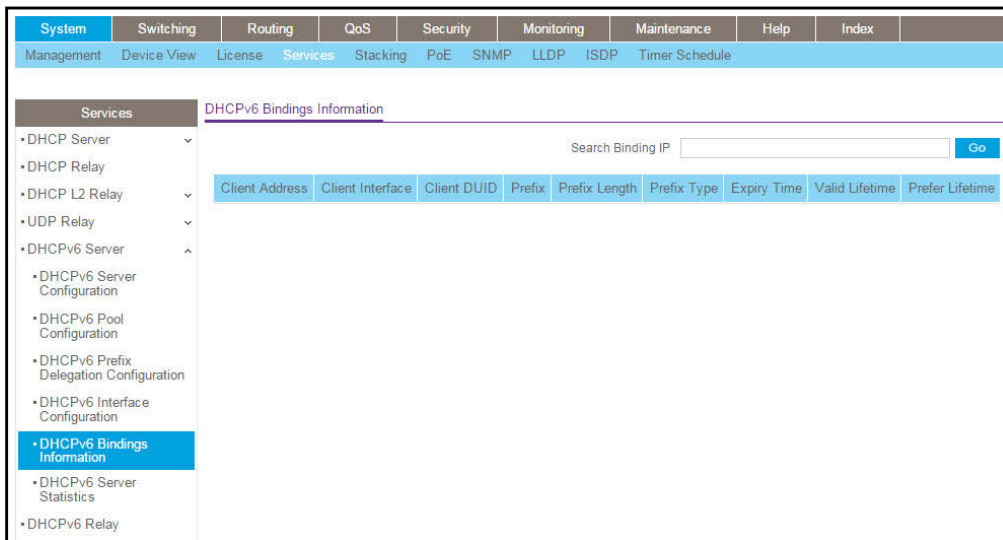 System Switching Routing QoS Security Monitoring Maintenance Help Index
Management Device View License Services Stacking PoE SNMP LLDP ISDP Timer Schedule
Services
DHCP Server
DHCP Relay
DHCP L2 Relay
UDP Relay
DHCPv6 Server
DHCPv6 Server
Configuration
DHCPv6 Pool
Configuration
DHCPv6 Prefix
Delegation Configuration
DHCPv6 Interface
Configuration
DHCPv6 Bindings
Information
DHCPv6 Server
Statistics
DHCPv6 Relay
DHCPv6 Bindings Information
Search Binding IP Go
Client Address Client Interface Client DUID Prefix Prefix Length Prefix Type Expiry Time Valid Lifetime Prefer Lifetime